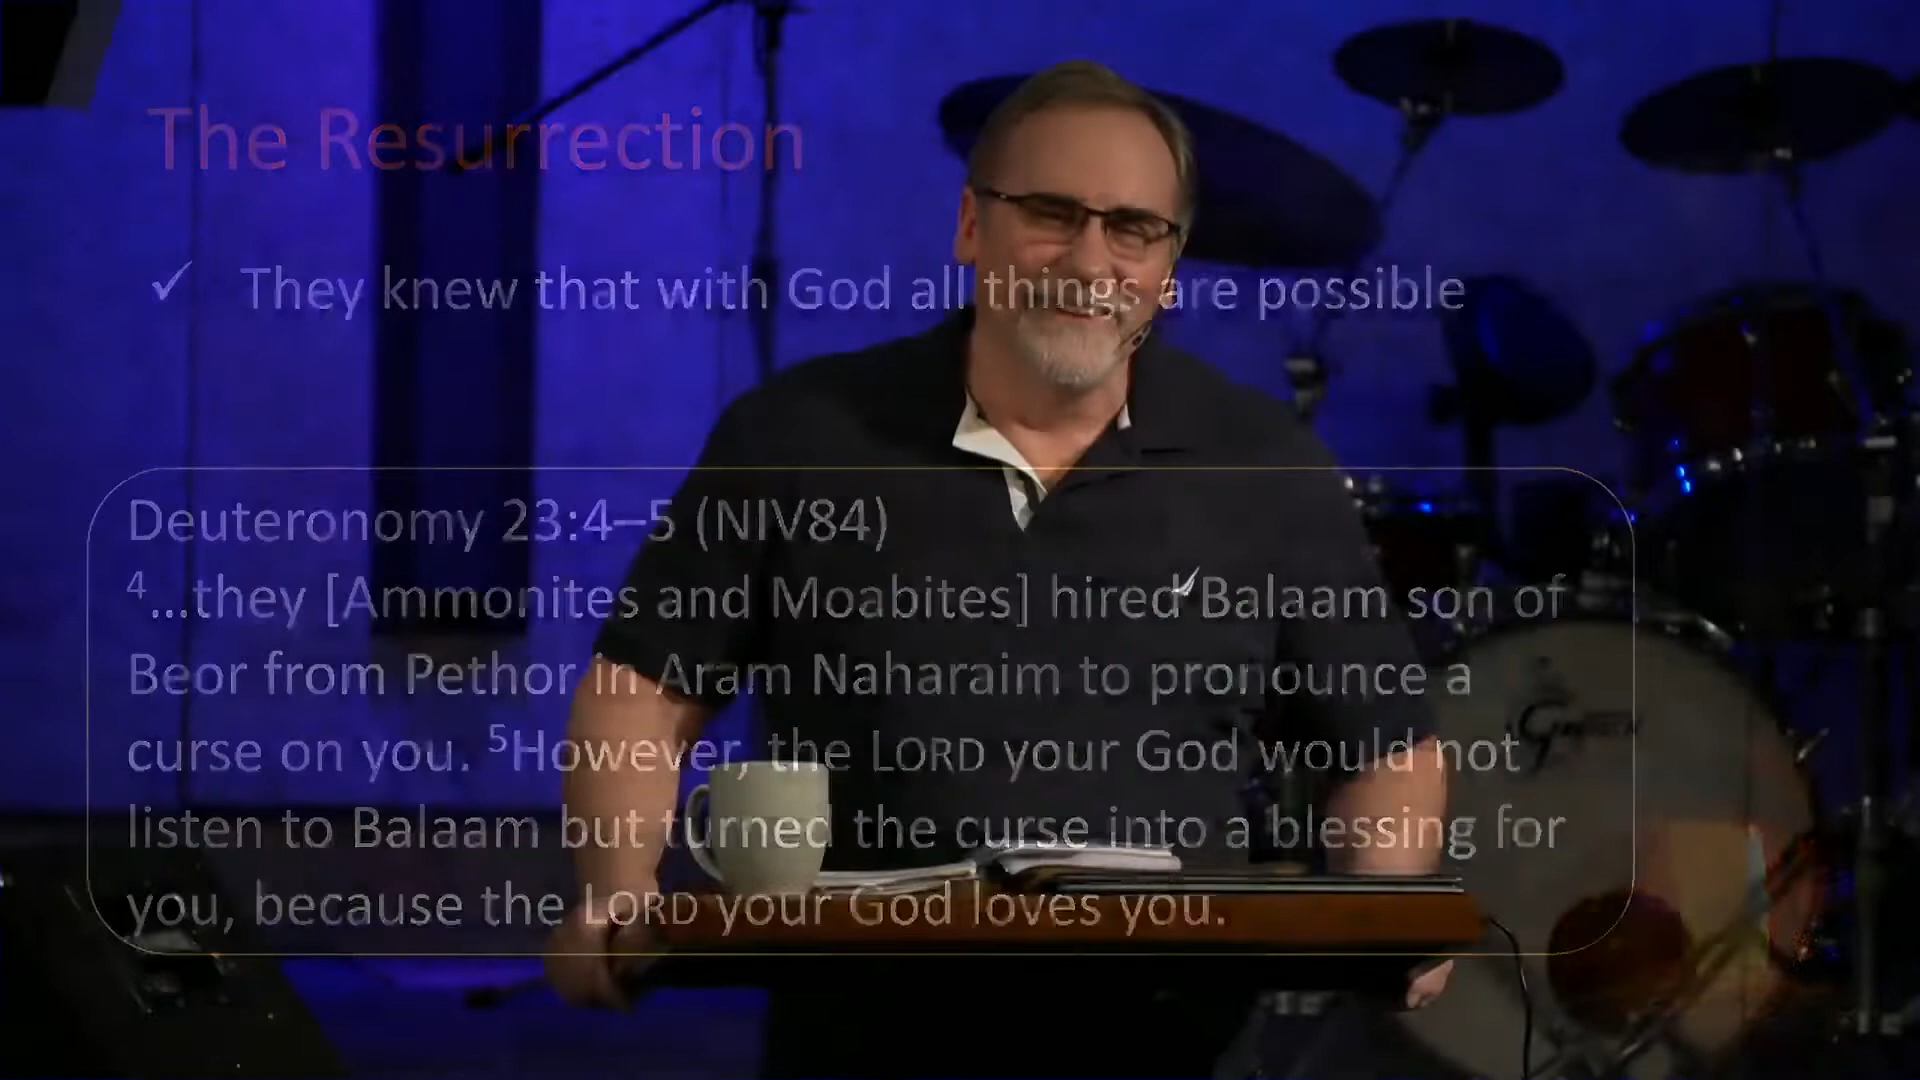 The Resurrection
✓ They knew that with God all things are possible
Deuteronomy 23:4–5 (NIV84)
⁴…they [Ammonites and Moabites] hired Balaam son of
Beor from Pethor in Aram Naharaim to pronounce a
curse on you. ⁵However, the LORD your God would not
listen to Balaam but turned the curse into a blessing for
you, because the LORD your God loves you.